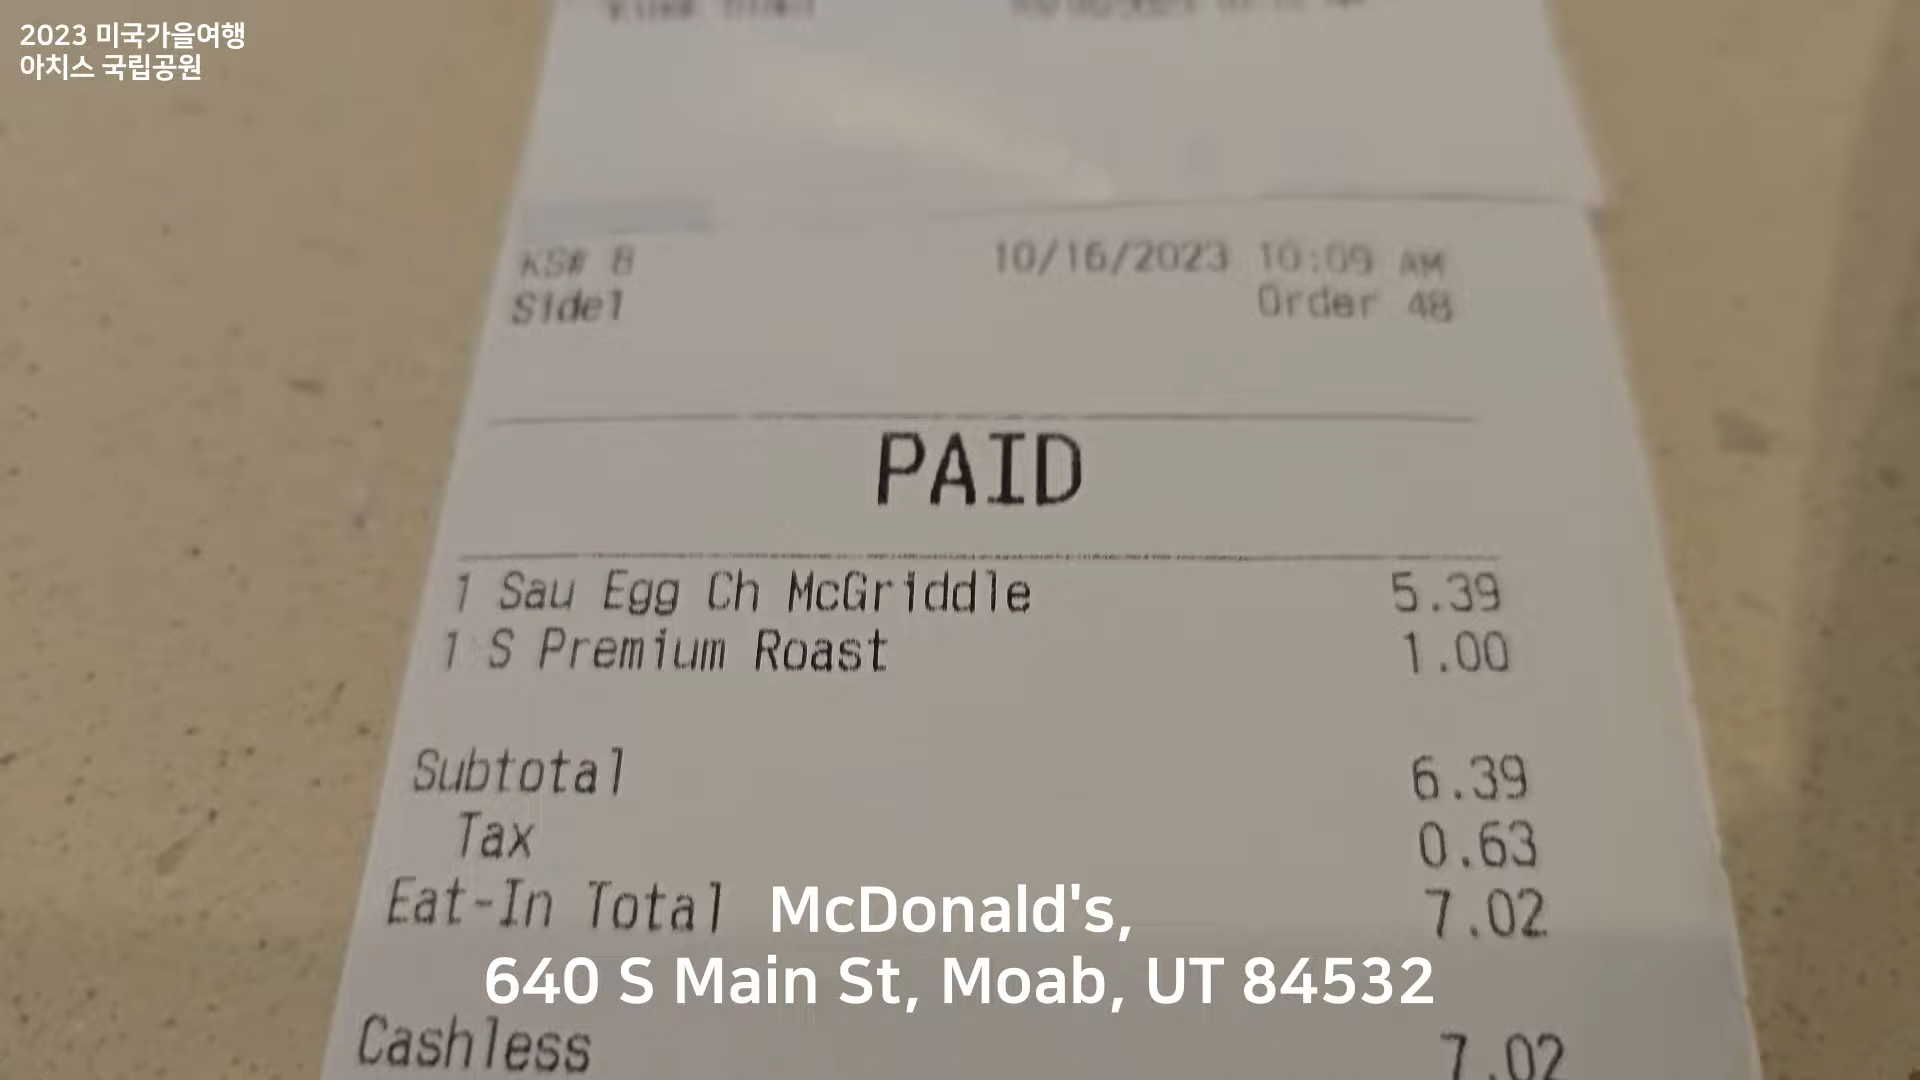 2023 미국가을여행
아치스 국립공원
KS# 8
Side1
10/16/2023 10:09 AM
Order 48
PAID
1 Sau Egg Ch McGriddle 5.39
1 S Premium Roast 1.00
Subtotal 6.39
Tax 0.63
Eat-In Total 7.02
McDonald's,
640 S Main St, Moab, UT 84532
Cashless 7.02